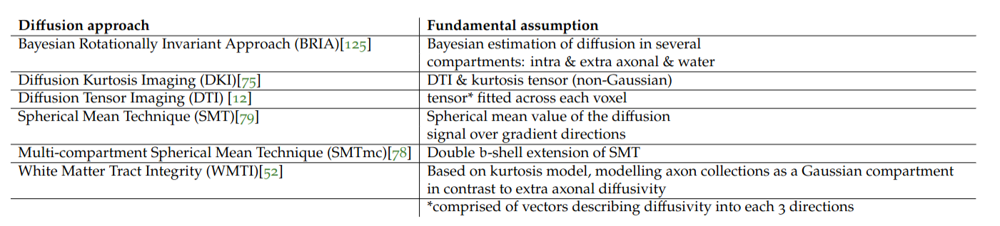 Diffusion approach Fundamental assumption
Bayesian Rotationally Invariant Approach (BRIA)[125] Bayesian estimation of diffusion in several
compartments: intra & extra axonal & water
Diffusion Kurtosis Imaging (DKI)[75] DTI & kurtosis tensor (non-Gaussian)
Diffusion Tensor Imaging (DTI) [12] tensor* fitted across each voxel
Spherical Mean Technique (SMT)[79] Spherical mean value of the diffusion
signal over gradient directions
Multi-compartment Spherical Mean Technique (SMTmc)[78] Double b-shell extension of SMT
White Matter Tract Integrity (WMTI)[52] Based on kurtosis model, modelling axon collections as a Gaussian compartment
in contrast to extra axonal diffusivity
*comprised of vectors describing diffusivity into each 3 directions